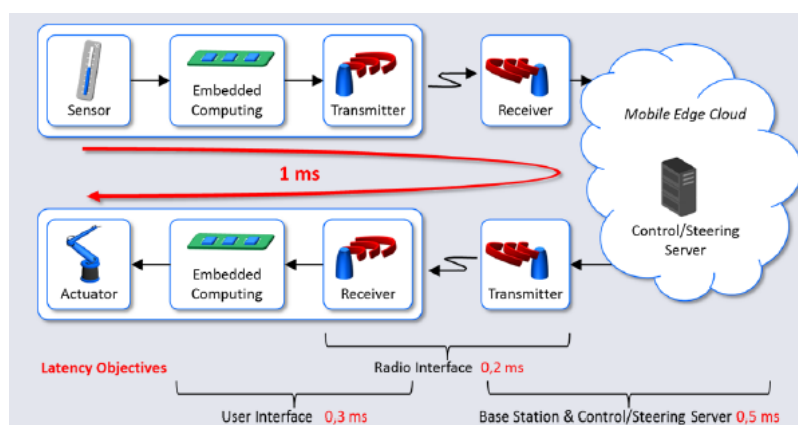 Sensor
Embedded
Computing
Transmitter
Receiver
Mobile Edge Cloud
1 ms
Control/Steering
Server
Actuator
Embedded
Computing
Receiver
Transmitter
Latency Objectives
Radio Interface 0,2 ms
User Interface 0,3 ms
Base Station & Control/Steering Server 0,5 ms